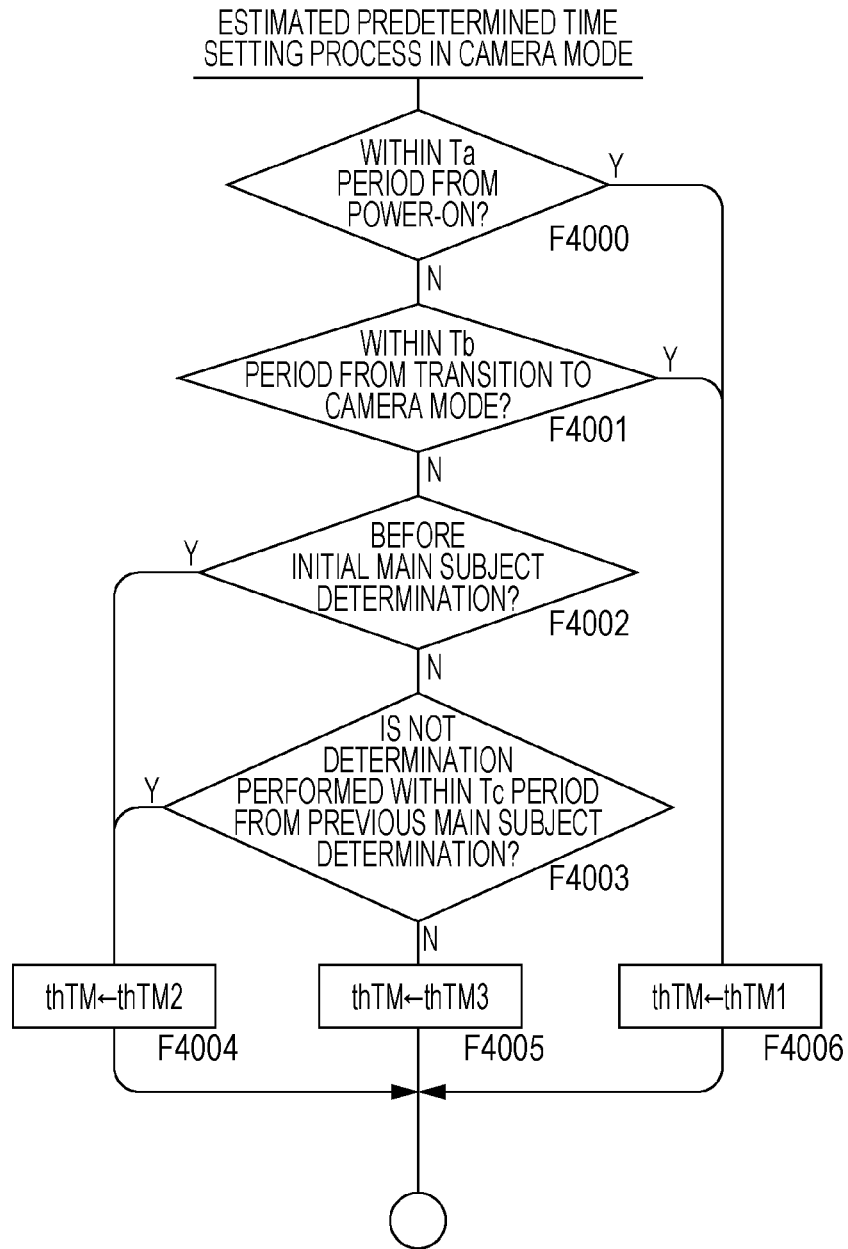 ESTIMATED PREDETERMINED TIME
SETTING PROCESS IN CAMERA MODE
WITHIN Ta
PERIOD FROM
POWER-ON?
Y
F4000
N
WITHIN Tb
PERIOD FROM TRANSITION TO
CAMERA MODE?
Y
F4001
N
BEFORE
INITIAL MAIN SUBJECT
DETERMINATION?
Y
F4002
N
IS NOT
DETERMINATION
PERFORMED WITHIN Tc PERIOD
FROM PREVIOUS MAIN SUBJECT
DETERMINATION?
Y
F4003
N
thTM←thTM2
F4004
thTM←thTM3
F4005
thTM←thTM1
F4006